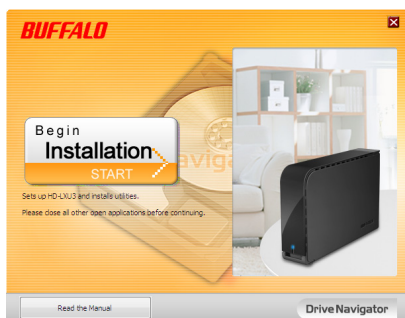 BUFFALO
Begin
Installation
START
Sets up HD-LXU3 and installs utilities.
Please close all other open applications before continuing.
Read the Manual
DriveNavigator